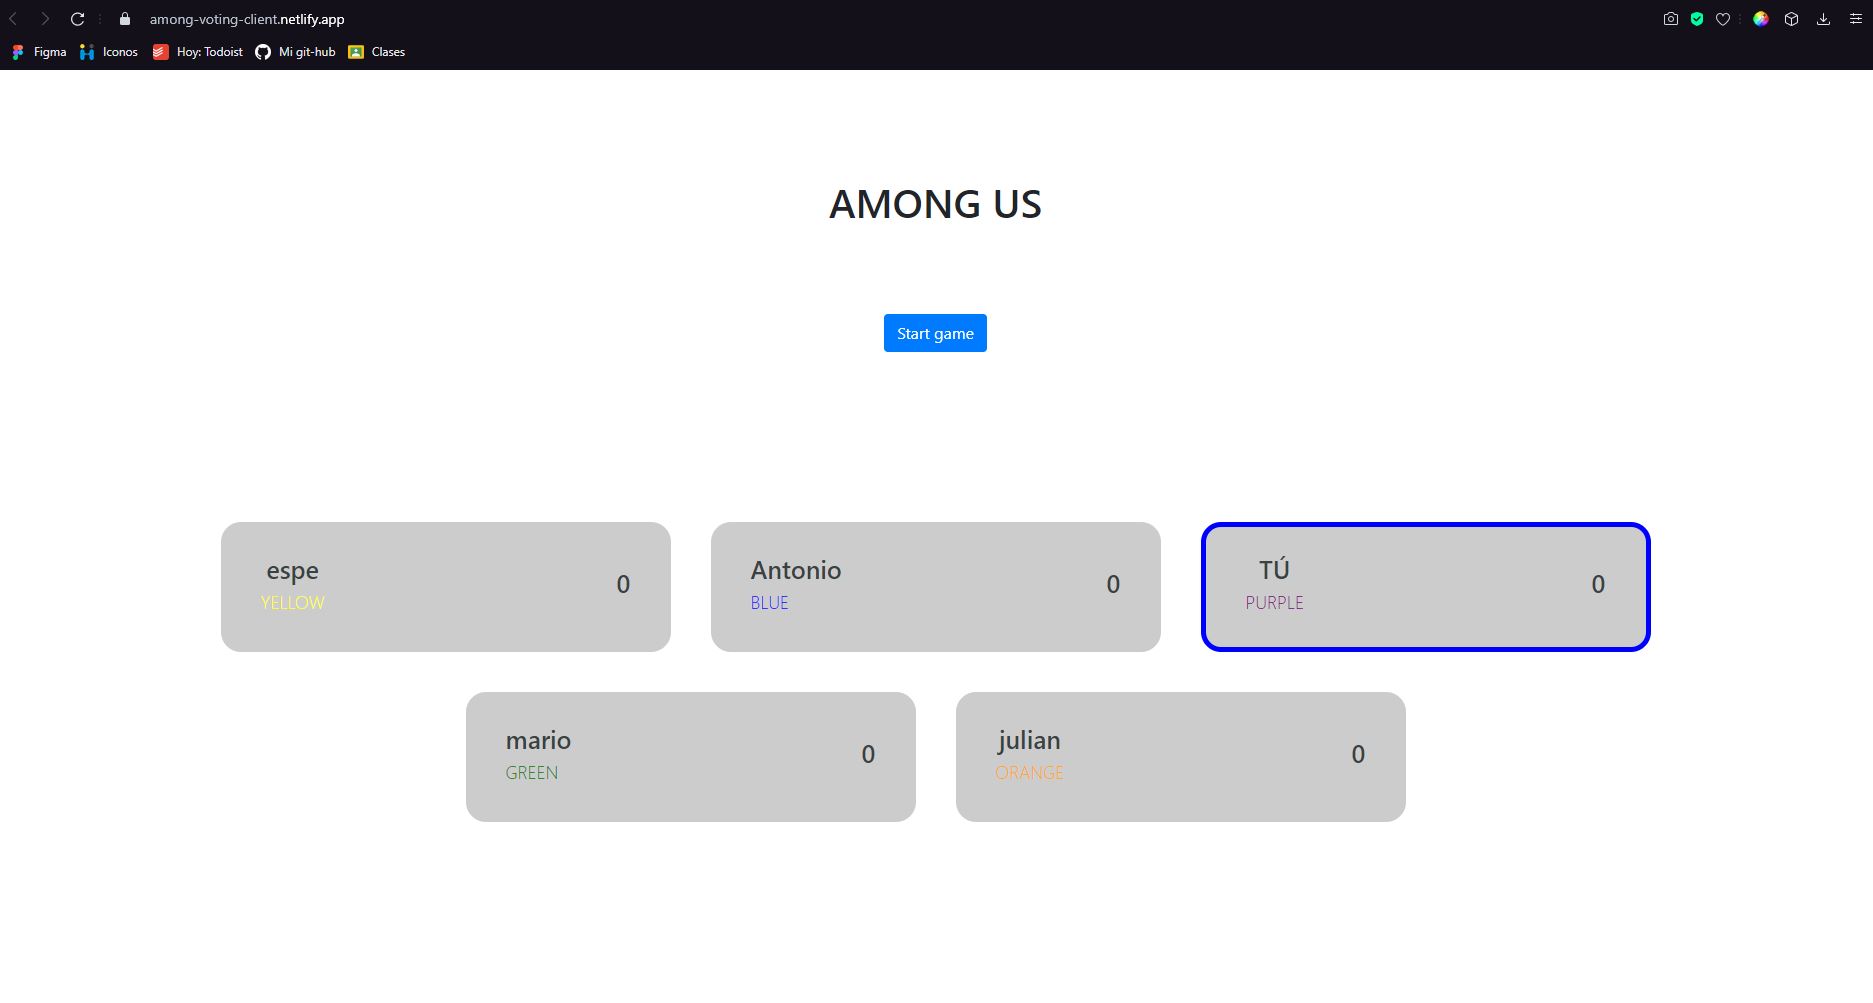 among-voting-client.netlify.app
Figma Iconos Hoy: Todoist Mi git-hub Clases
AMONG US
Start game
espe
YELLOW
0
Antonio
BLUE
0
TÚ
PURPLE
0
mario
GREEN
0
julian
ORANGE
0